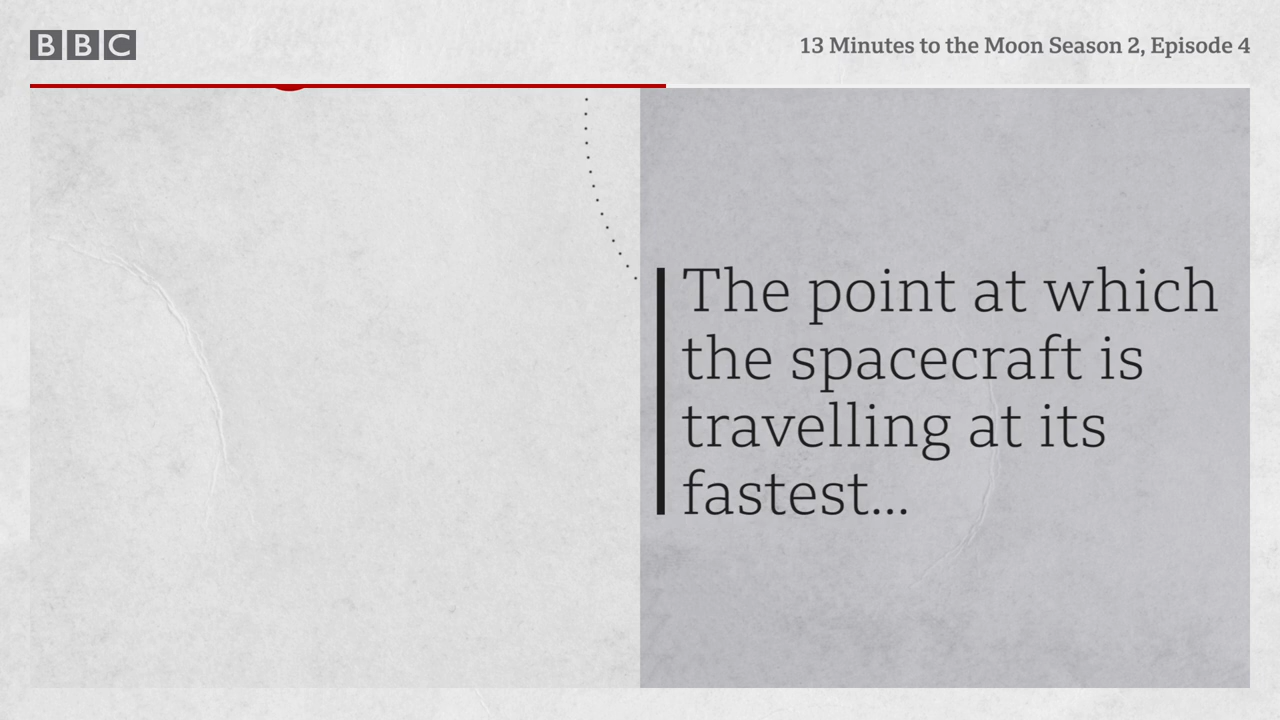 BBC
13 Minutes to the Moon Season 2, Episode 4
The point at which
the spacecraft is
travelling at its
fastest...